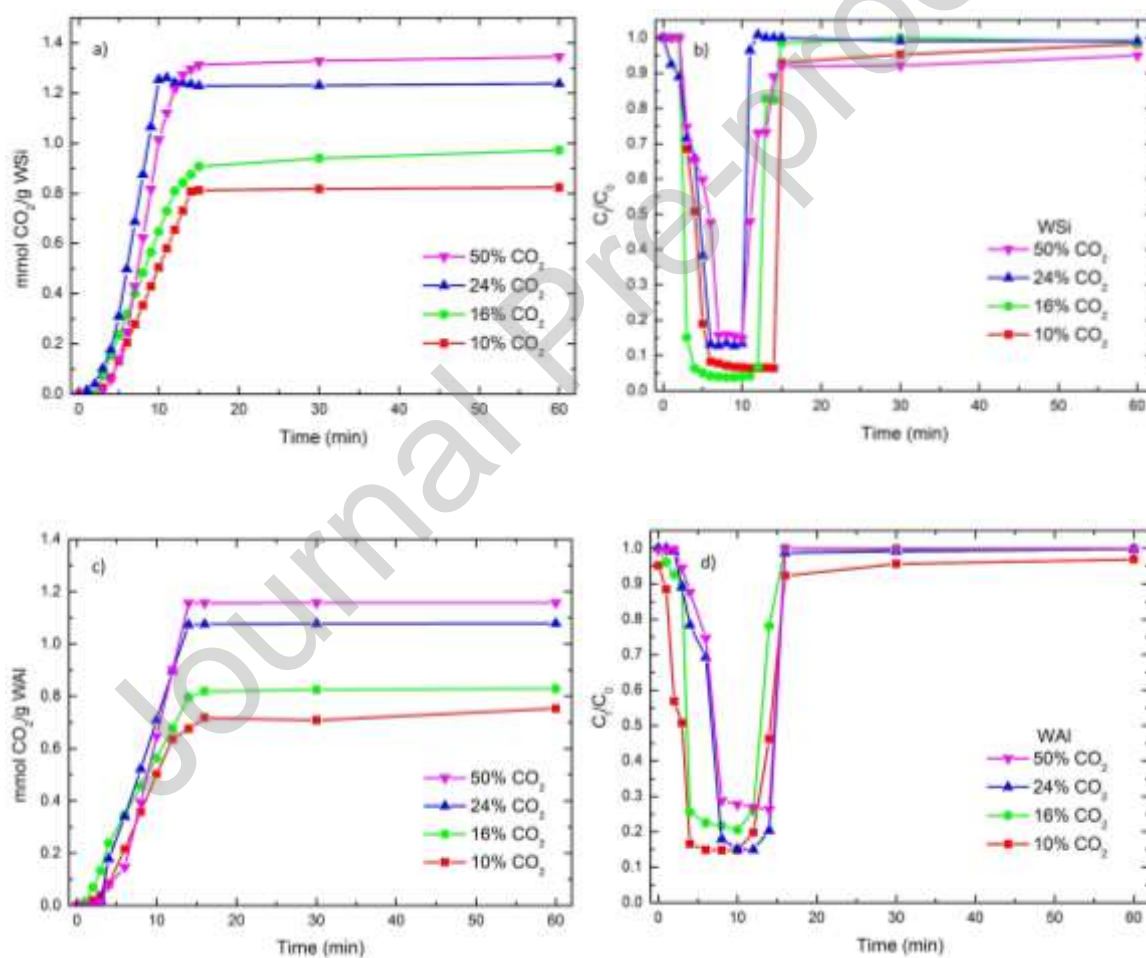 a)
mmol CO₂/g WSi
1.4
1.2
1.0
0.8
0.6
0.4
0.2
0.0
50% CO₂
24% CO₂
16% CO₂
10% CO₂
0 10 20 30 40 50 60
Time (min)
b)
Cᵢ/C₀
1.0
0.9
0.8
0.7
0.6
0.5
0.4
0.3
0.2
0.1
0.0
WSi
50% CO₂
24% CO₂
16% CO₂
10% CO₂
0 10 20 30 40 50 60
Time (min)
c)
mmol CO₂/g WAl
1.4
1.2
1.0
0.8
0.6
0.4
0.2
0.0
50% CO₂
24% CO₂
16% CO₂
10% CO₂
0 10 20 30 40 50 60
Time (min)
d)
Cᵢ/C₀
1.0
0.9
0.8
0.7
0.6
0.5
0.4
0.3
0.2
0.1
0.0
WAl
50% CO₂
24% CO₂
16% CO₂
10% CO₂
0 10 20 30 40 50 60
Time (min)
Journal Pre-proo